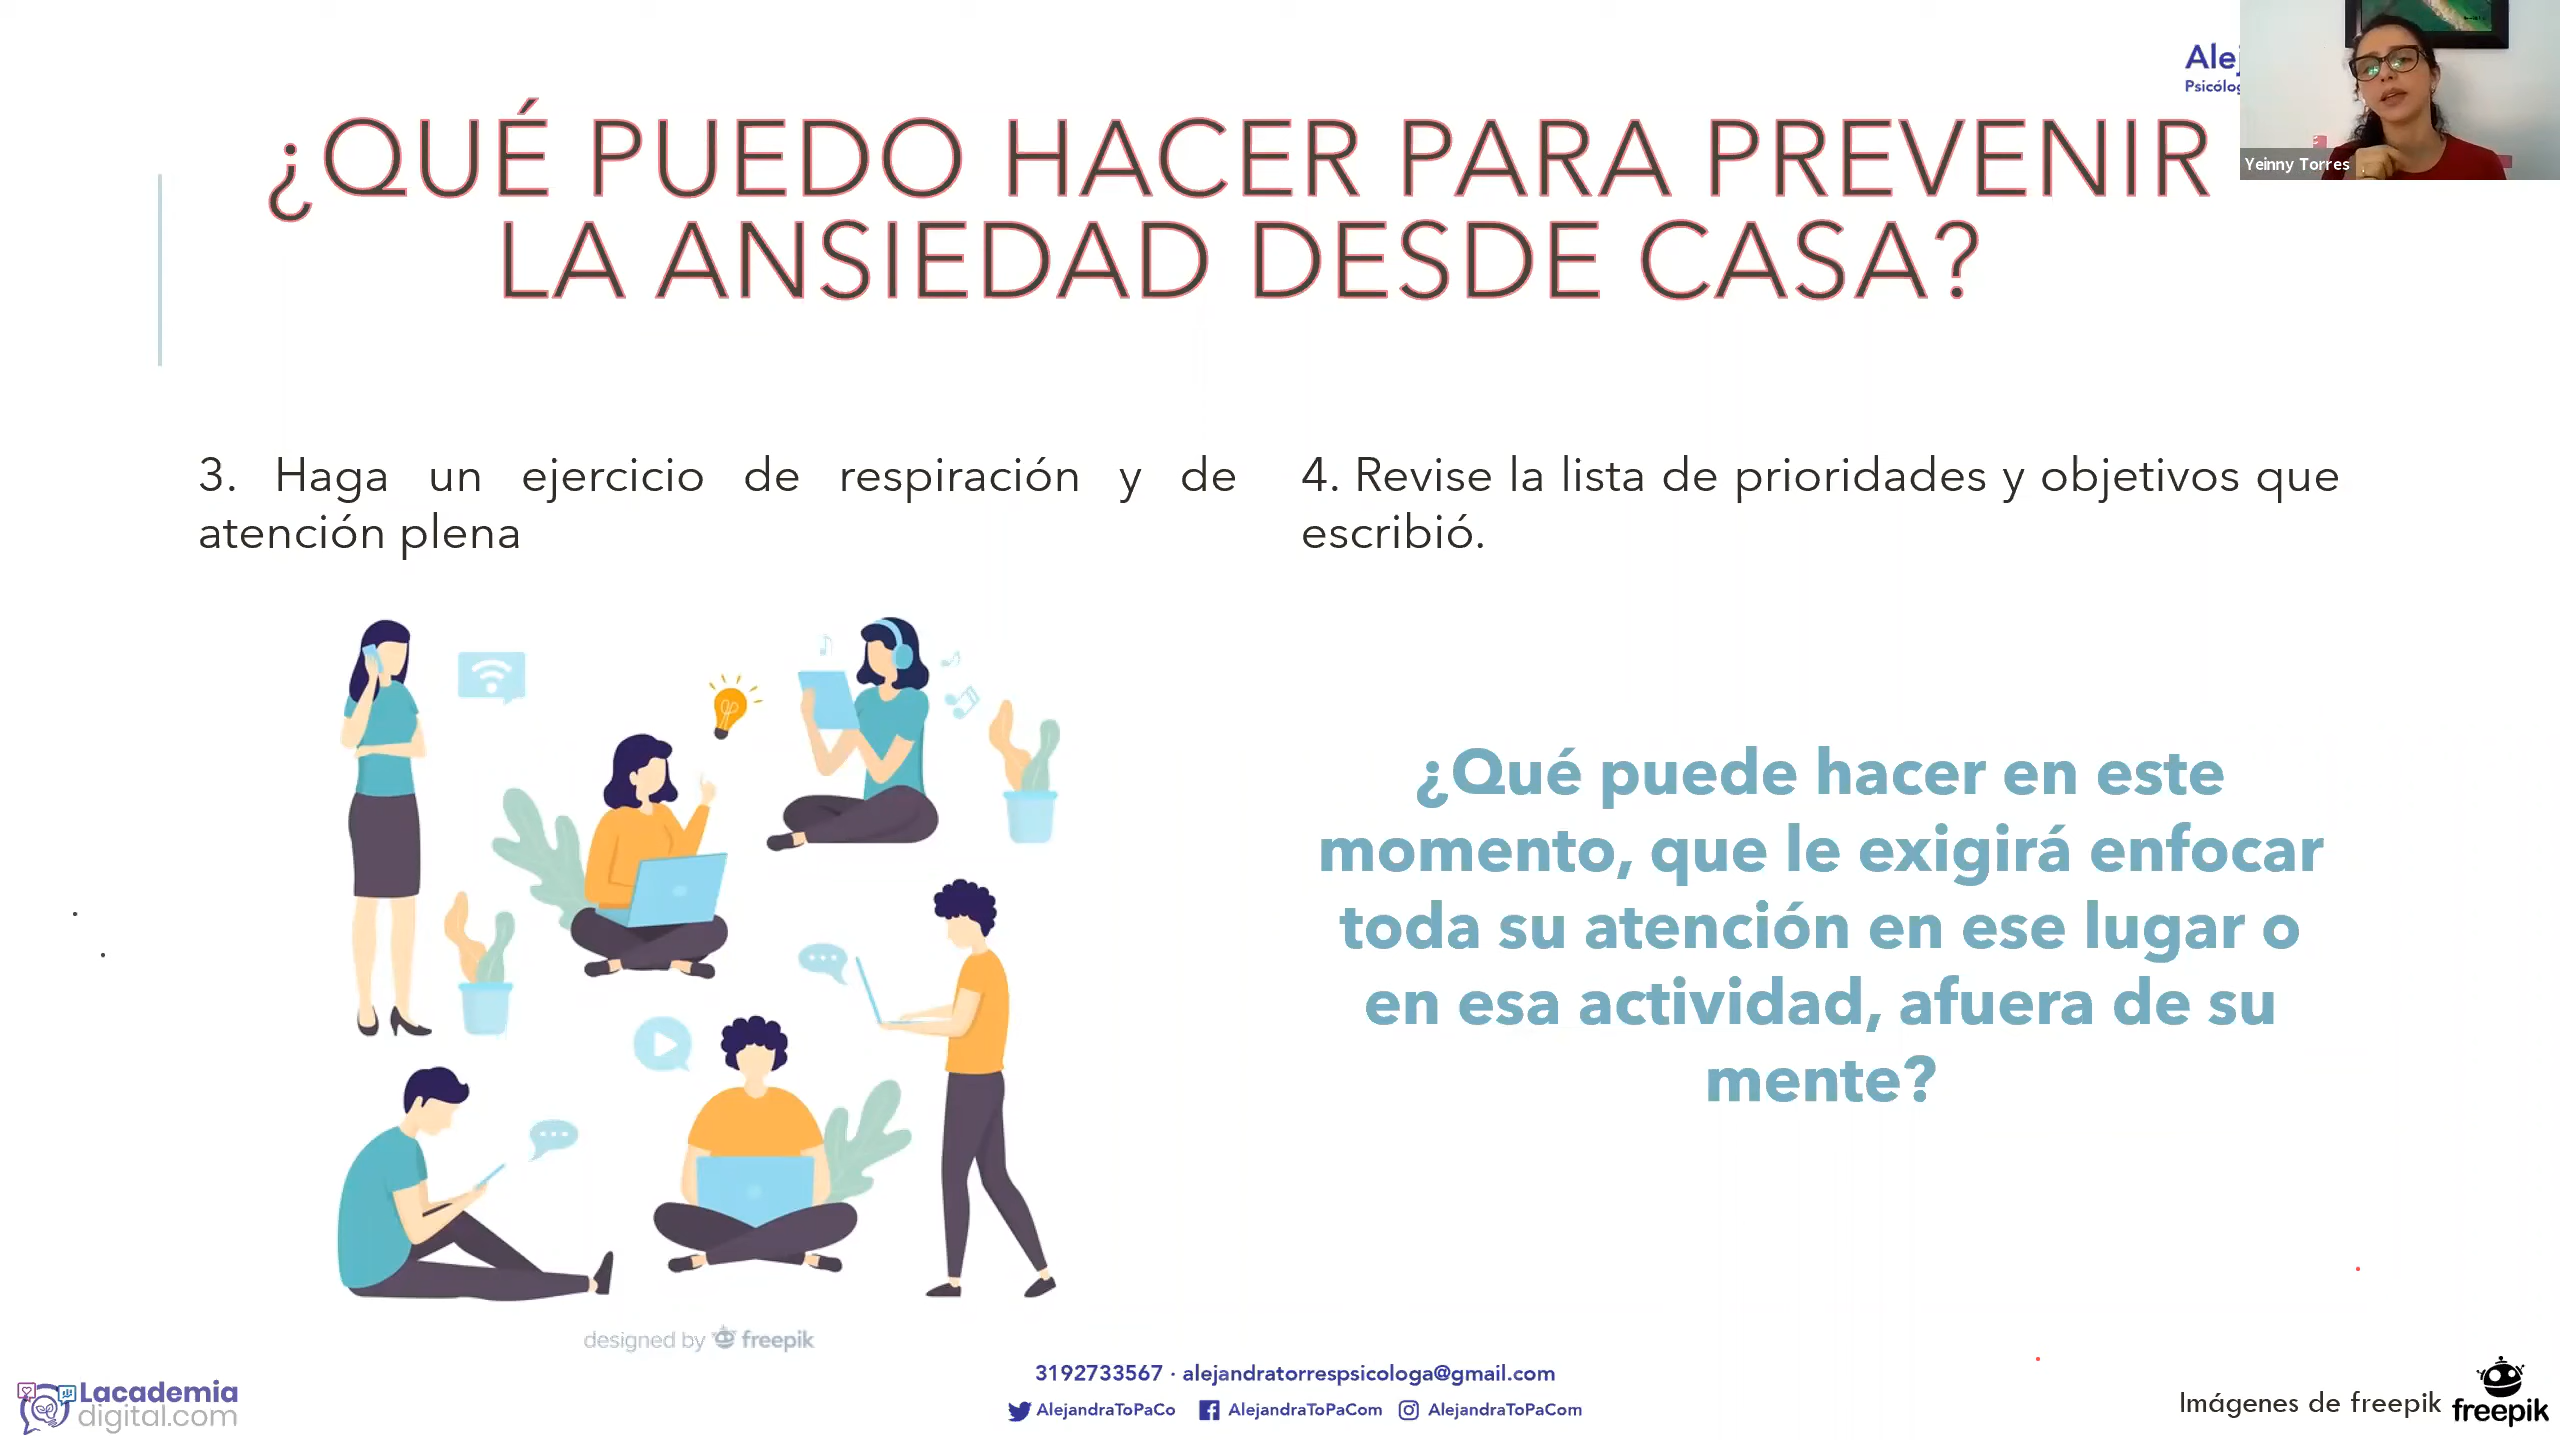 ¿QUÉ PUEDO HACER PARA PREVENIR
LA ANSIEDAD DESDE CASA?
Yeinny Torres
3. Haga un ejercicio de respiración y de
atención plena
4. Revise la lista de prioridades y objetivos que
escribió.
¿Qué puede hacer en este
momento, que le exigirá enfocar
toda su atención en ese lugar o
en esa actividad, afuera de su
mente?
designed by freepik
3192733567 · alejandratorrespsicologa@gmail.com
AlejandraToPaCo AlejandraToPaCom AlejandraToPaCom
Lacademia
digital.com
Imágenes de freepik
freepik